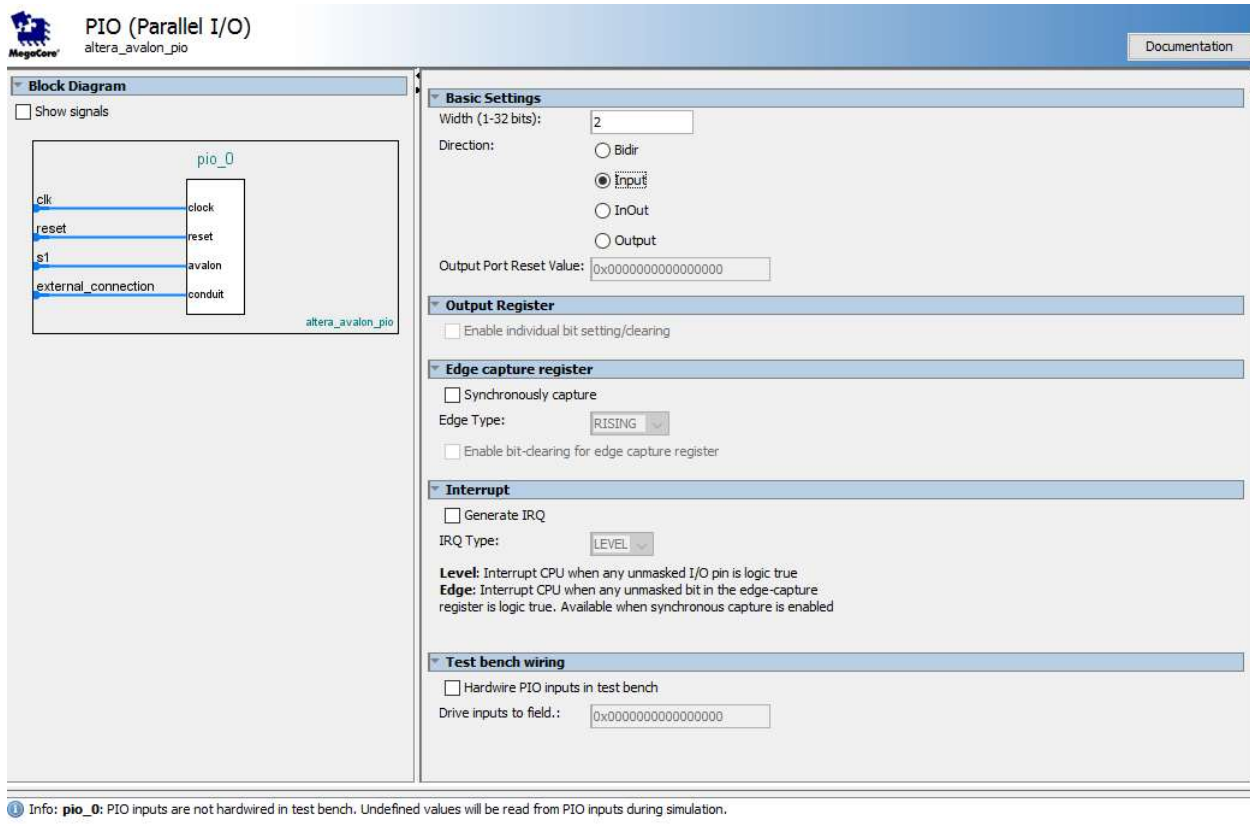 PIO (Parallel I/O)
altera_avalon_pio
MegaCore'
Documentation
Block Diagram
Show signals
pio_0
clk
clock
reset
reset
s1
avalon
external_connection
conduit
altera_avalon_pio
Basic Settings
Width (1-32 bits): 2
Direction: Bidir
Input
InOut
Output
Output Port Reset Value: 0x0000000000000000
Output Register
Enable individual bit setting/clearing
Edge capture register
Synchronously capture
Edge Type: RISING
Enable bit-clearing for edge capture register
Interrupt
Generate IRQ
IRQ Type: LEVEL
Level: Interrupt CPU when any unmasked I/O pin is logic true
Edge: Interrupt CPU when any unmasked bit in the edge-capture
register is logic true. Available when synchronous capture is enabled
Test bench wiring
Hardwire PIO inputs in test bench
Drive inputs to field.: 0x0000000000000000
Info: pio_0: PIO inputs are not hardwired in test bench. Undefined values will be read from PIO inputs during simulation.